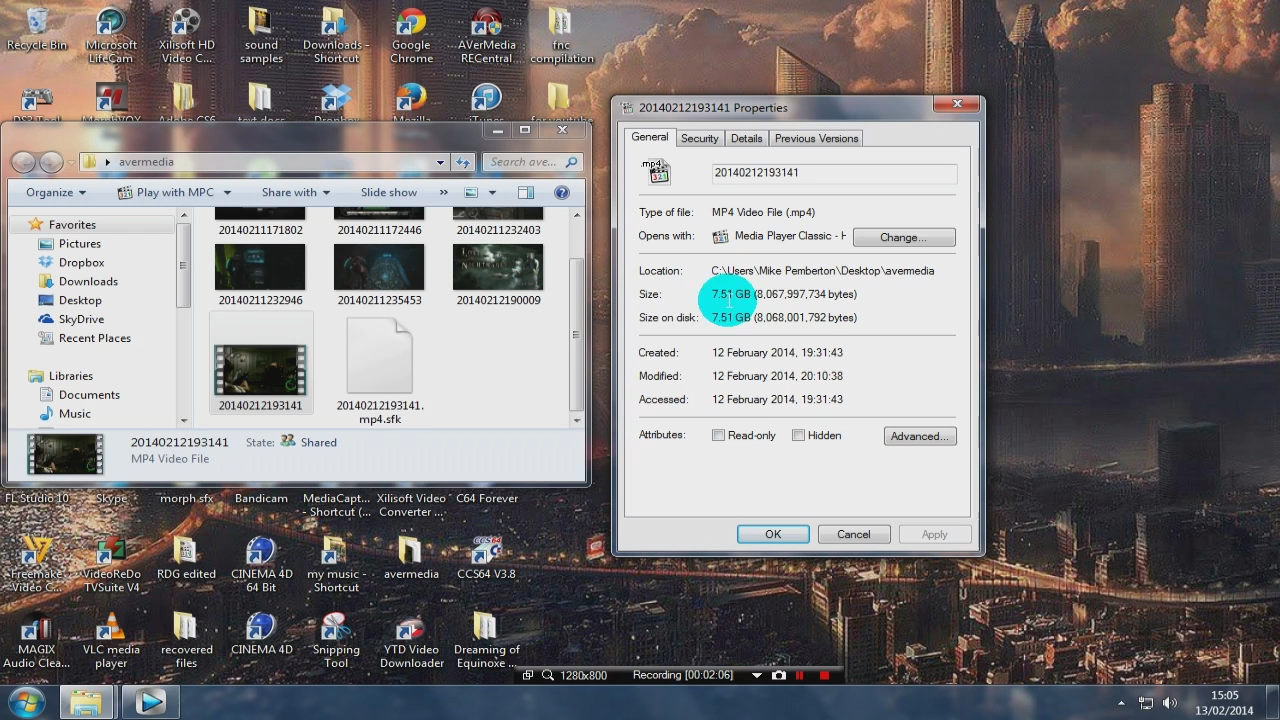 Recycle Bin
Microsoft LifeCam
Xilisoft HD Video C...
sound samples
Downloads - Shortcut
Google Chrome
AVerMedia RECentral
fnc compilation
avermedia
Search ave...
Organize
Play with MPC
Share with
Slide show
»
Favorites
Pictures
Dropbox
Downloads
Desktop
SkyDrive
Recent Places
Libraries
Documents
Music
20140211171802
20140211172446
20140211232403
20140211232946
20140211235453
20140212190009
20140212193141
20140212193141.
mp4.sfk
20140212193141
State:
Shared
MP4 Video File
20140212193141 Properties
General
Security
Details
Previous Versions
.mp4
321
20140212193141
Type of file:
MP4 Video File (.mp4)
Opens with:
Media Player Classic - H
Change...
Location:
C:\Users\Mike Pemberton\Desktop\avermedia
Size:
7.51 GB (8,067,997,734 bytes)
Size on disk:
7.51 GB (8,068,001,792 bytes)
Created:
12 February 2014, 19:31:43
Modified:
12 February 2014, 20:10:38
Accessed:
12 February 2014, 19:31:43
Attributes:
Read-only
Hidden
Advanced...
OK
Cancel
Apply
FL Studio 10
Skype
morph sfx
Bandicam
MediaCapt... - Shortcut (...
Xilisoft Video Converter ...
C64 Forever
Freemake Video C...
VideoReDo TVSuite V4
RDG edited
CINEMA 4D 64 Bit
my music - Shortcut
avermedia
CCS64 V3.8
MAGIX Audio Clea...
VLC media player
recovered files
CINEMA 4D
Snipping Tool
YTD Video Downloader
Dreaming of Equinoxe ...
1280x800
Recording [00:02:06]
15:05
13/02/2014